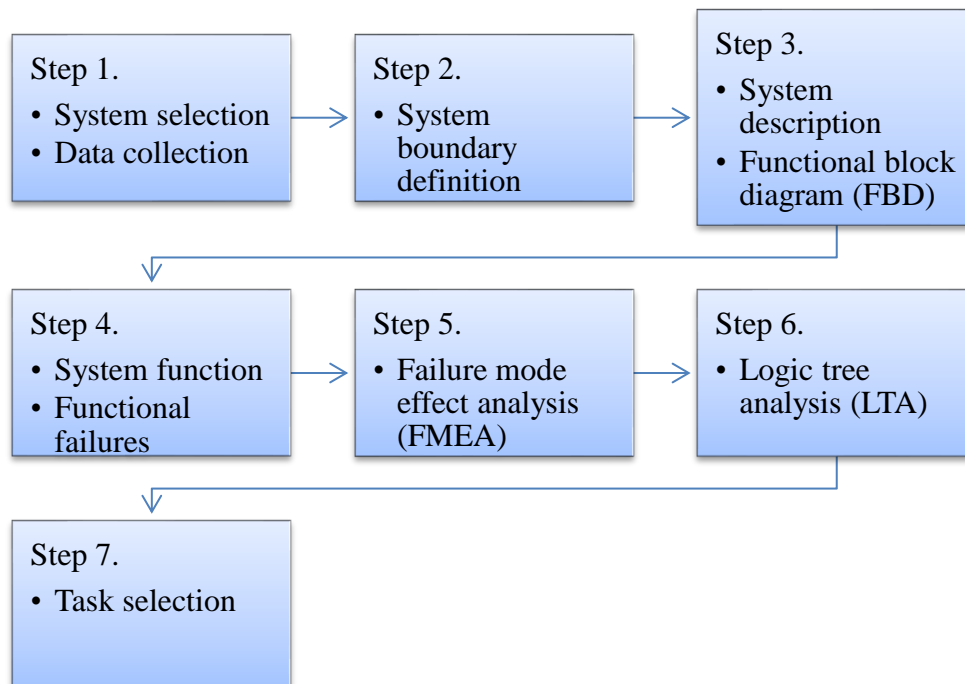 Step 1.
• System selection
• Data collection
Step 2.
• System
boundary
definition
Step 3.
• System
description
• Functional block
diagram (FBD)
Step 4.
• System function
• Functional
failures
Step 5.
• Failure mode
effect analysis
(FMEA)
Step 6.
• Logic tree
analysis (LTA)
Step 7.
• Task selection